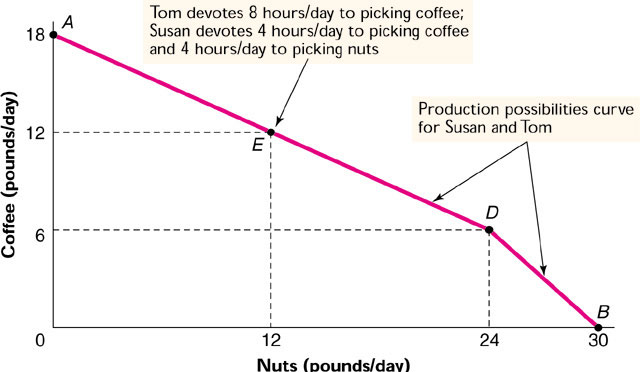 Tom devotes 8 hours/day to picking coffee;
Susan devotes 4 hours/day to picking coffee
and 4 hours/day to picking nuts
A
18
Production possibilities curve
for Susan and Tom
12
E
D
6
B
0
12
24
30
Coffee (pounds/day)
Nuts (pounds/day)